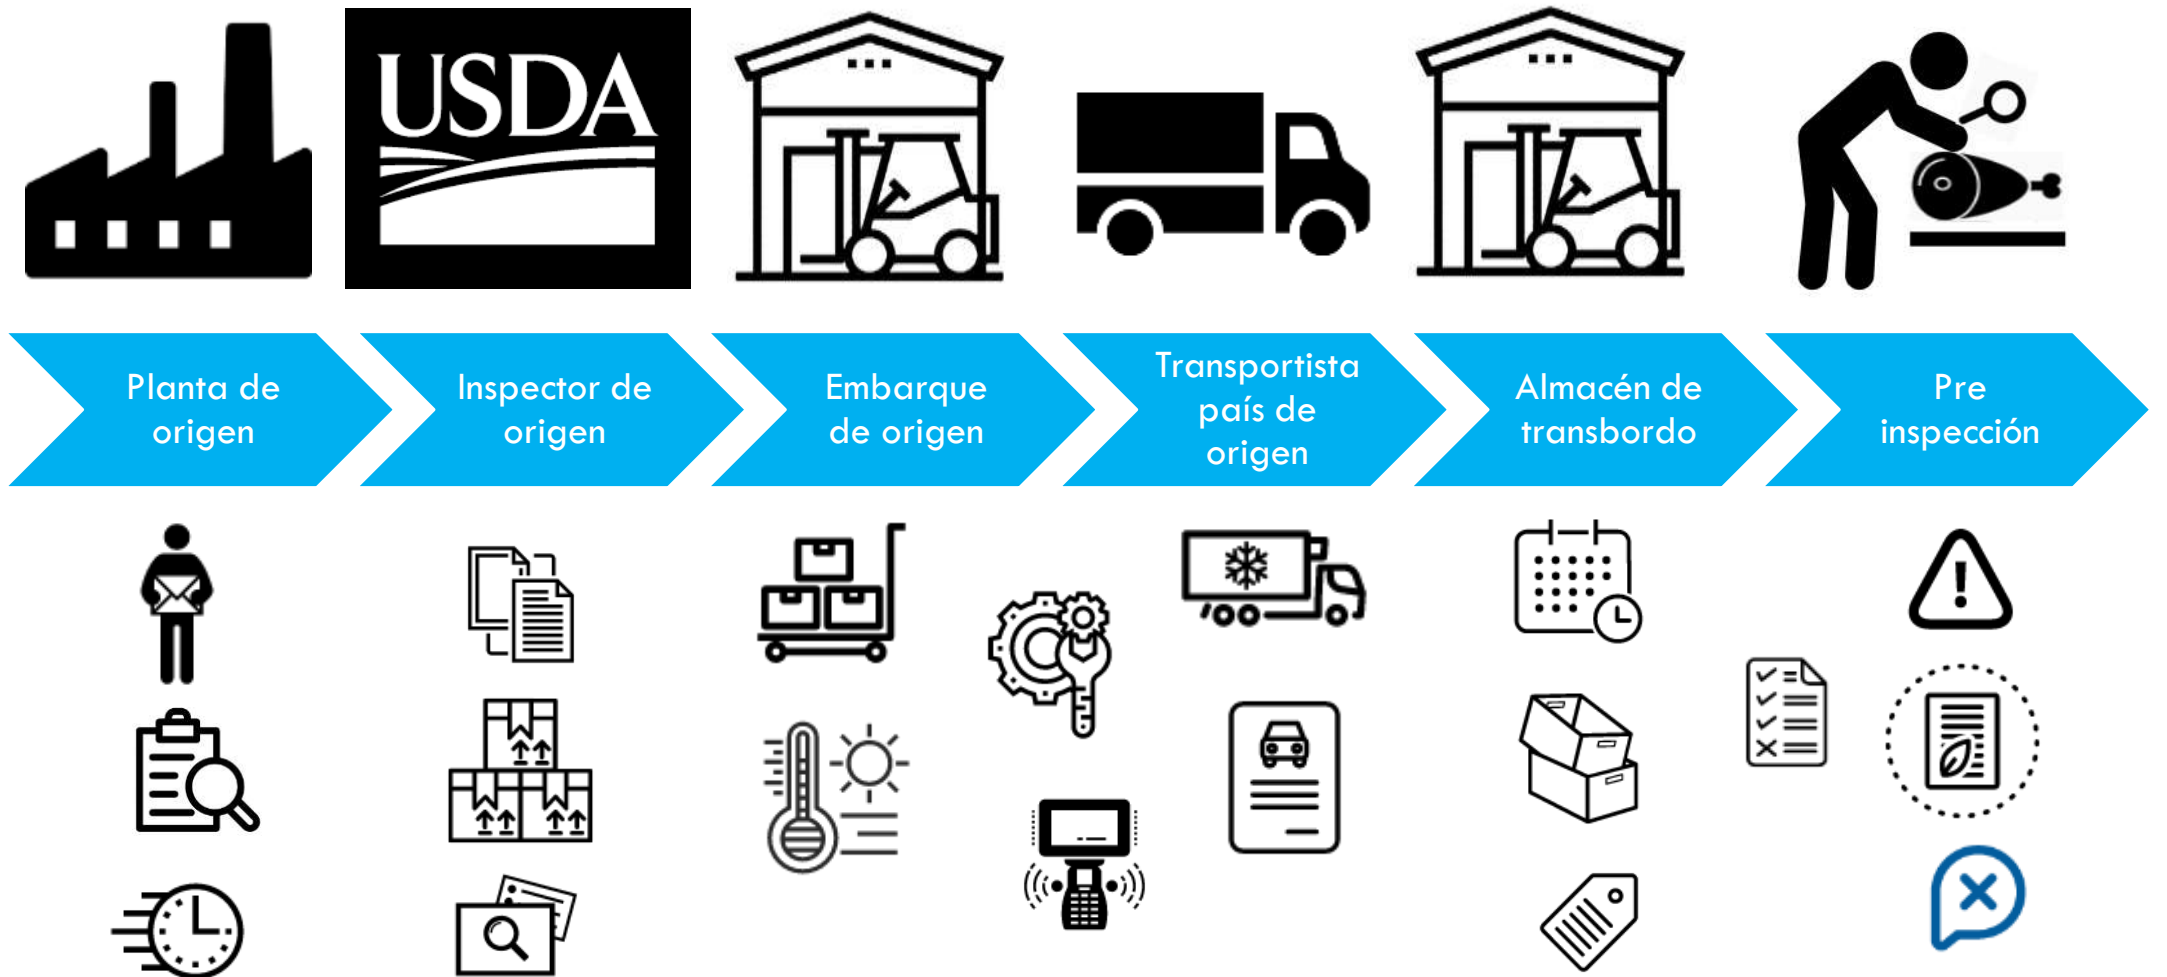 USDA
Planta de
origen
Inspector de
origen
Embarque
de origen
Transportista
país de
origen
Almacén de
transbordo
Pre
inspección